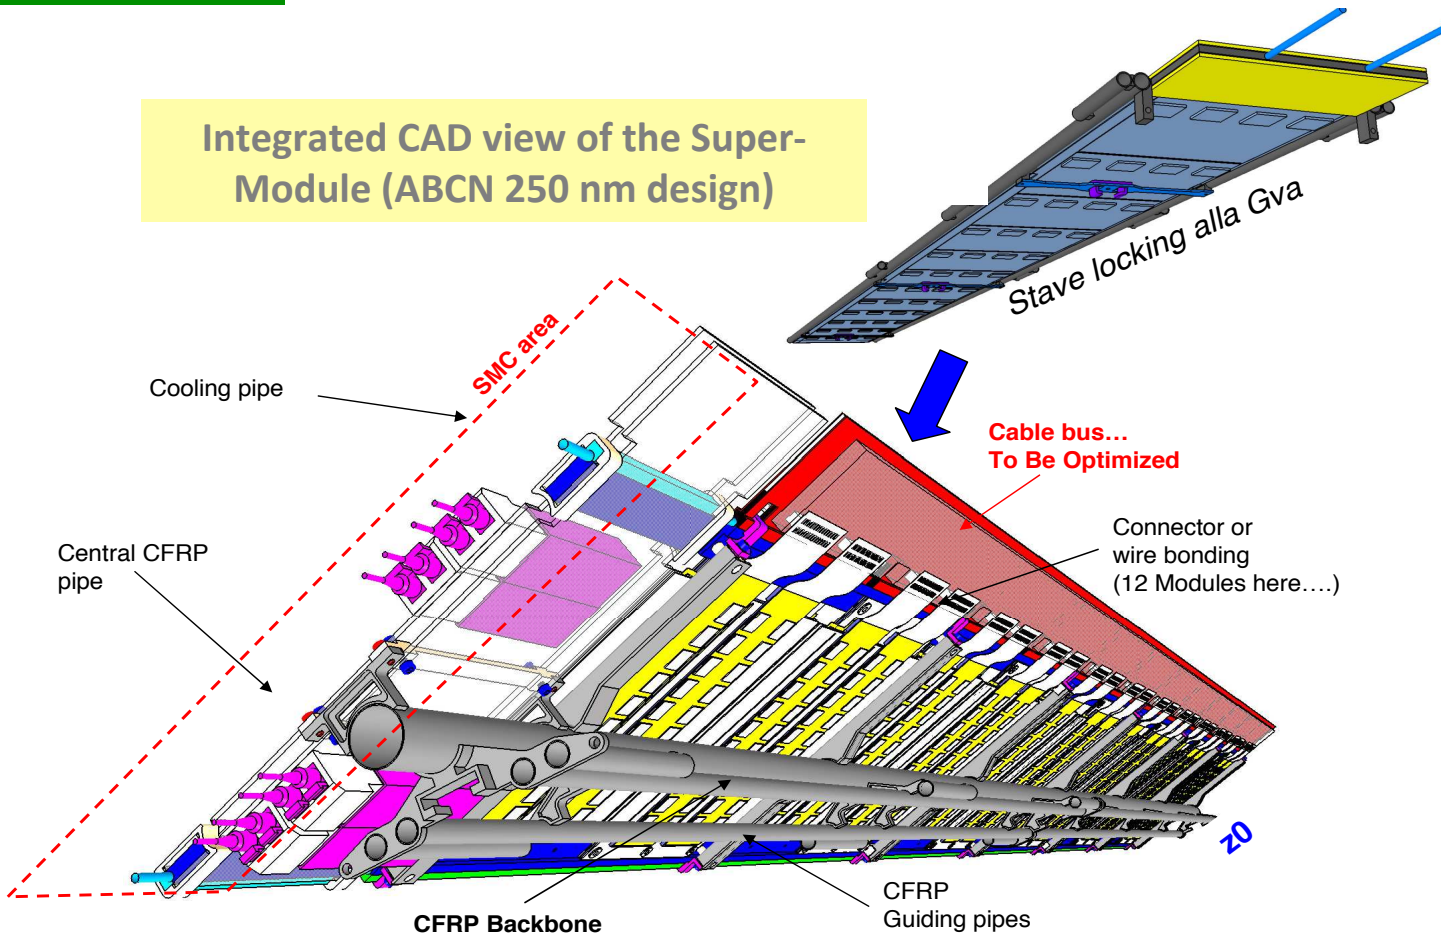 Integrated CAD view of the Super-
Module (ABCN 250 nm design)
Stave locking alla Gva
SMC area
Cooling pipe
Cable bus...
To Be Optimized
Connector or
wire bonding
(12 Modules here....)
Central CFRP
pipe
z0
CFRP
Guiding pipes
CFRP Backbone